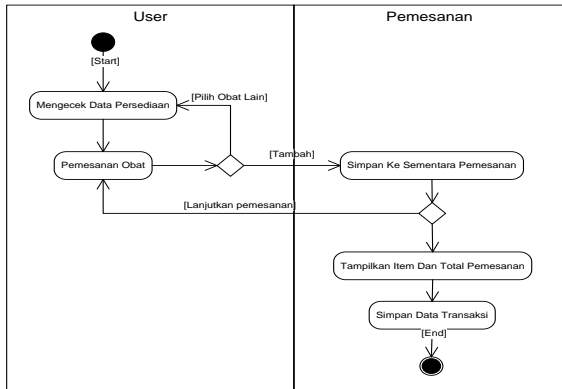 User
Pemesanan
[Start]
Mengecek Data Persediaan
[Pilih Obat Lain]
Pemesanan Obat
[Tambah]
Simpan Ke Sementara Pemesanan
[Lanjutkan pemesanan]
Tampilkan Item Dan Total Pemesanan
Simpan Data Transaksi
[End]